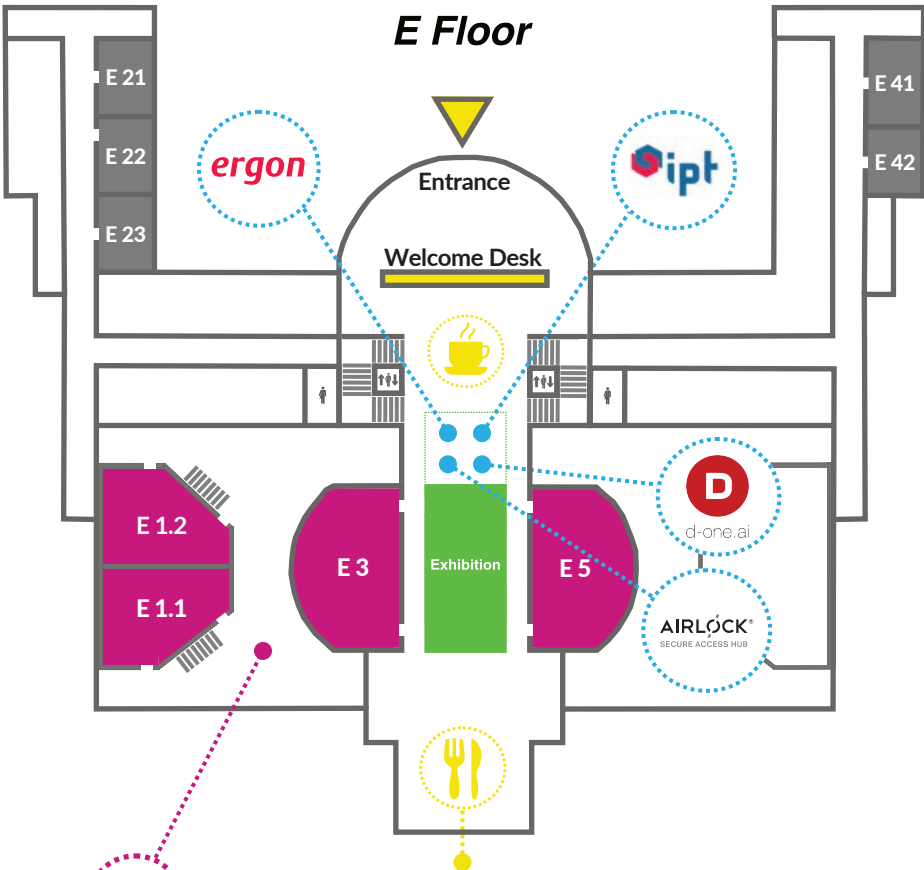 E Floor
E 21
E 41
E 22
ergon
ipt
E 42
Entrance
E 23
Welcome Desk
D
d-one.ai
E 1.2
E 3
Exhibition
E 5
E 1.1
AIRLOCK®
SECURE ACCESS HUB